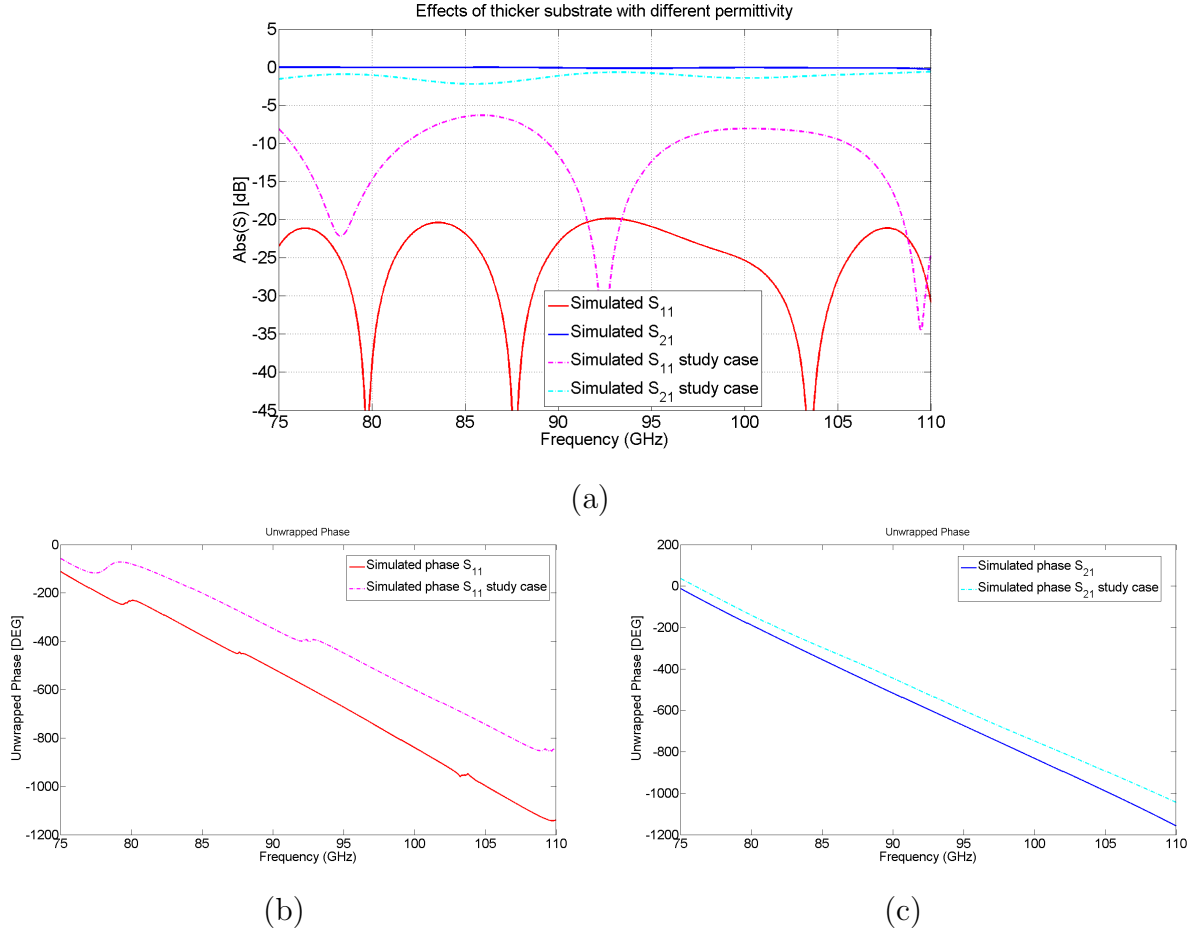 Effects of thicker substrate with different permittivity
Abs(S) [dB]
5
0
-5
-10
-15
-20
-25
-30
-35
-40
-45
Simulated S11
Simulated S21
Simulated S11 study case
Simulated S21 study case
75 80 85 90 95 100 105 110
Frequency (GHz)
(a)
Unwrapped Phase
Unwrapped Phase [DEG]
0
-200
-400
-600
-800
-1000
-1200
Simulated phase S11
Simulated phase S11 study case
75 80 85 90 95 100 105 110
Frequency (GHz)
(b)
Unwrapped Phase
Unwrapped Phase [DEG]
200
0
-200
-400
-600
-800
-1000
-1200
Simulated phase S21
Simulated phase S21 study case
75 80 85 90 95 100 105 110
Frequency (GHz)
(c)